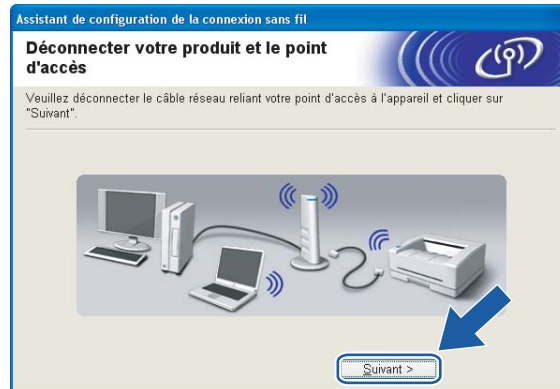 Assistant de configuration de la connexion sans fil
Déconnecter votre produit et le point
d'accès
Veuillez déconnecter le câble réseau reliant votre point d'accès à l'appareil et cliquer sur
"Suivant".
Suivant >